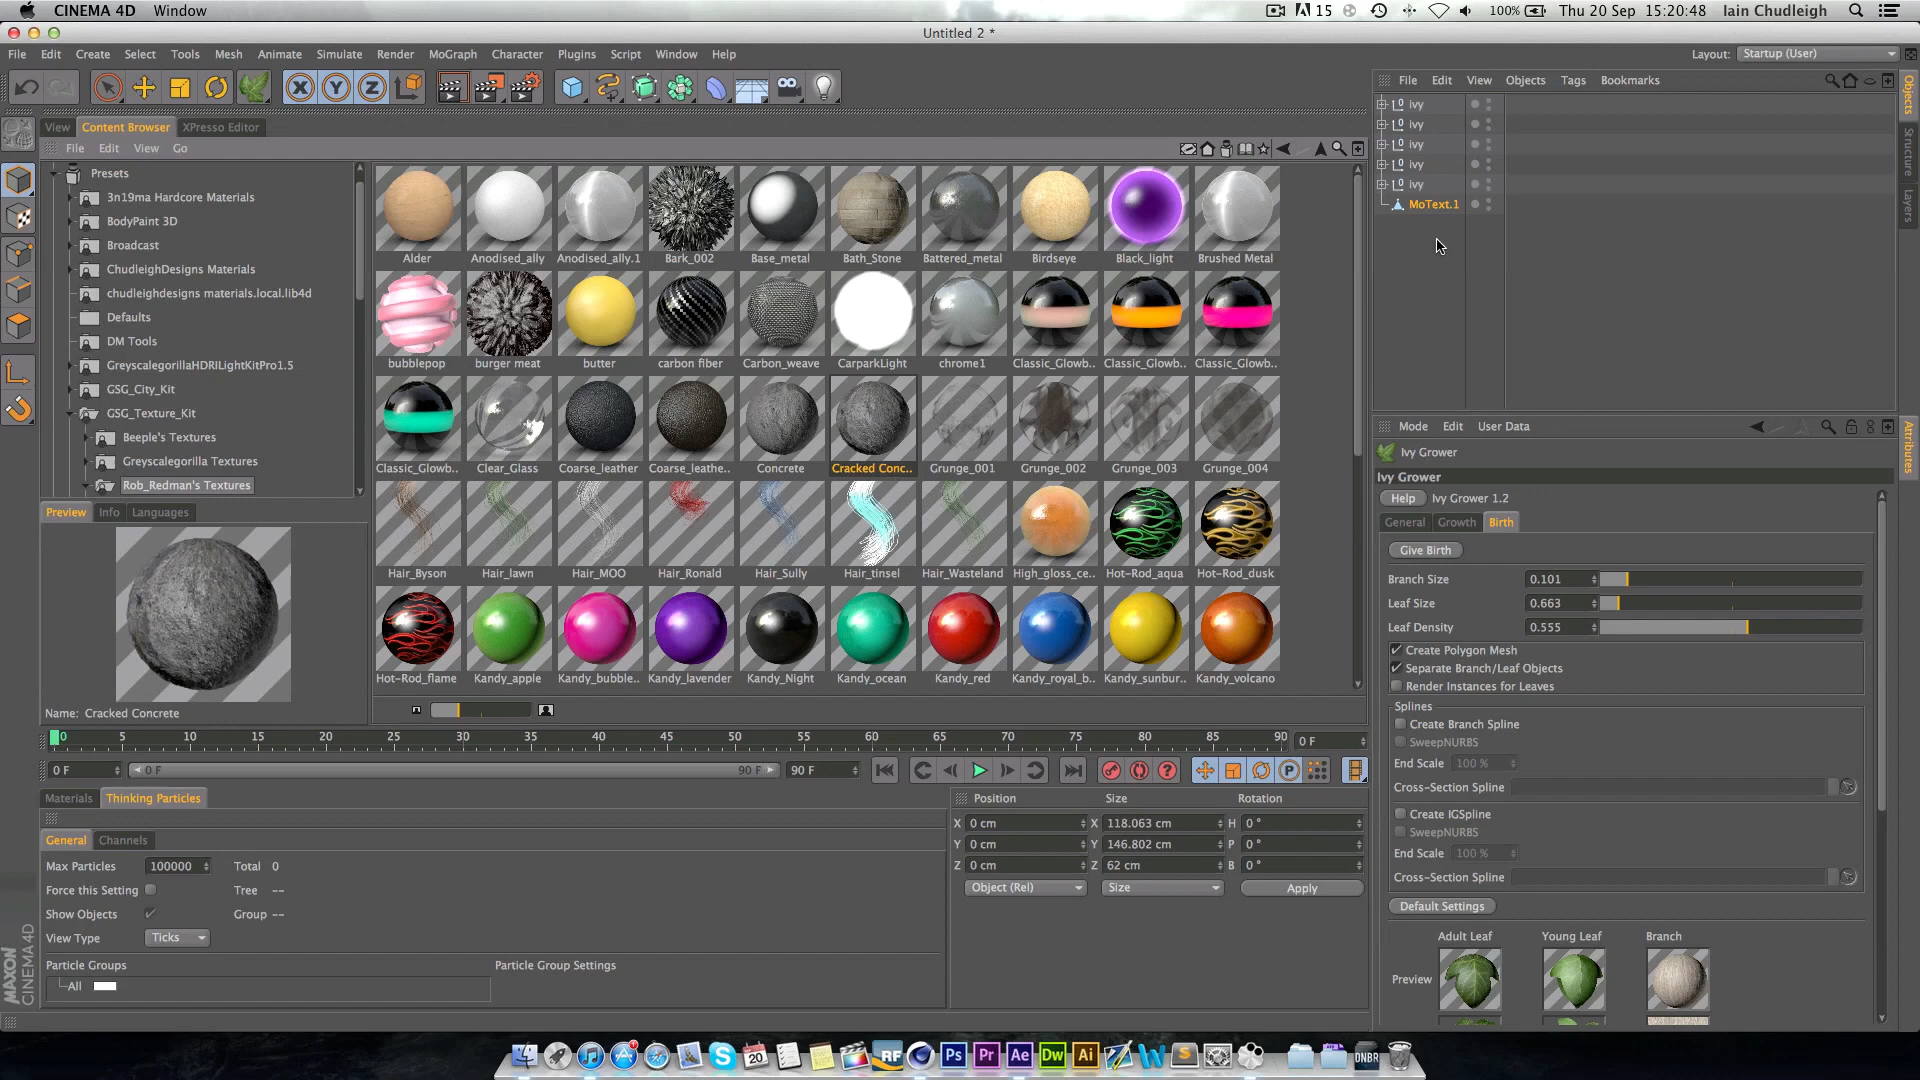 CINEMA 4D Window
15 100% Thu 20 Sep 15:20:48 Iain Chudleigh
Untitled 2 *
File Edit Create Select Tools Mesh Animate Simulate Render MoGraph Character Plugins Script Window Help
Layout: Startup (User)
File Edit View Objects Tags Bookmarks
ivy
ivy
ivy
ivy
ivy
MoText.1
Objects
Structure
Layers
View Content Browser XPresso Editor
File Edit View Go
Presets
3n19ma Hardcore Materials
BodyPaint 3D
Broadcast
ChudleighDesigns Materials
chudleighdesigns materials.local.lib4d
Defaults
DM Tools
GreyscalegorillaHDRILightKitPro1.5
GSG_City_Kit
GSG_Texture_Kit
Beeple's Textures
Greyscalegorilla Textures
Rob_Redman's Textures
Alder Anodised_ally Anodised_ally.1 Bark_002 Base_metal Bath_Stone Battered_metal Birdseye Black_light Brushed Metal
bubblepop burger meat butter carbon fiber Carbon_weave CarparkLight chrome1 Classic_Glowb.. Classic_Glowb.. Classic_Glowb..
Classic_Glowb.. Clear_Glass Coarse_leather Coarse_leathe.. Concrete Cracked Conc.. Grunge_001 Grunge_002 Grunge_003 Grunge_004
Hair_Byson Hair_lawn Hair_MOO Hair_Ronald Hair_Sully Hair_tinsel Hair_Wasteland High_gloss_ce.. Hot-Rod_aqua Hot-Rod_dusk
Hot-Rod_flame Kandy_apple Kandy_bubble.. Kandy_lavender Kandy_Night Kandy_ocean Kandy_red Kandy_royal_b.. Kandy_sunbur.. Kandy_volcano
Preview Info Languages
Name: Cracked Concrete
Mode Edit User Data
Attributes
Ivy Grower
Ivy Grower
Help Ivy Grower 1.2
General Growth Birth
Give Birth
Branch Size 0.101
Leaf Size 0.663
Leaf Density 0.555
Create Polygon Mesh
Separate Branch/Leaf Objects
Render Instances for Leaves
Splines
Create Branch Spline
SweepNURBS
End Scale 100 %
Cross-Section Spline
Create IGSpline
SweepNURBS
End Scale 100 %
Cross-Section Spline
Default Settings
Adult Leaf Young Leaf Branch
Preview
0 5 10 15 20 25 30 35 40 45 50 55 60 65 70 75 80 85 90 0 F
0 F 0 F 90 F 90 F
Materials Thinking Particles
General Channels
Max Particles 100000 Total 0
Force this Setting Tree --
Show Objects Group --
View Type Ticks
Particle Groups Particle Group Settings
All
Position Size Rotation
X 0 cm X 118.063 cm H 0 °
Y 0 cm Y 146.802 cm P 0 °
Z 0 cm Z 62 cm B 0 °
Object (Rel) Size Apply
MAXON
CINEMA 4D
20 RF Ps Pr Ae Dw Ai W S DNBR